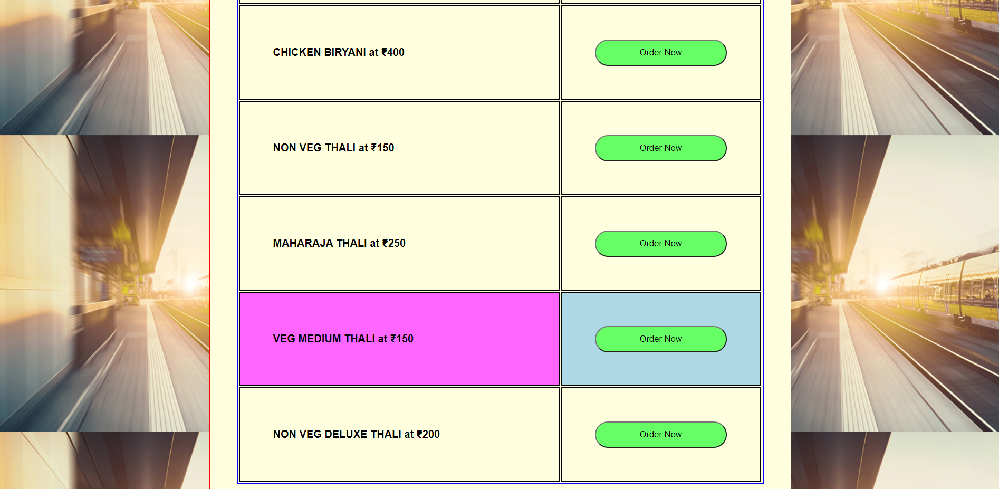 CHICKEN BIRYANI at ₹400
Order Now
NON VEG THALI at ₹150
Order Now
MAHARAJA THALI at ₹250
Order Now
VEG MEDIUM THALI at ₹150
Order Now
NON VEG DELUXE THALI at ₹200
Order Now